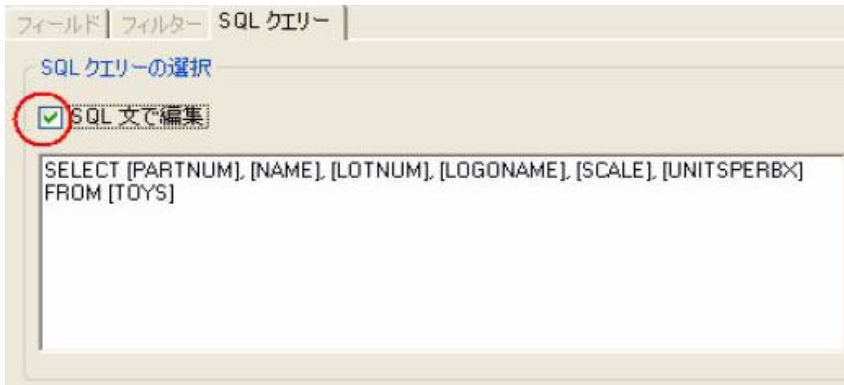 フィールド フィルター SQL クエリー
SQL クエリーの選択
SQL 文で編集
SELECT [PARTNUM], [NAME], [LOTNUM], [LOGONAME], [SCALE], [UNITSPERBX]
FROM [TOYS]